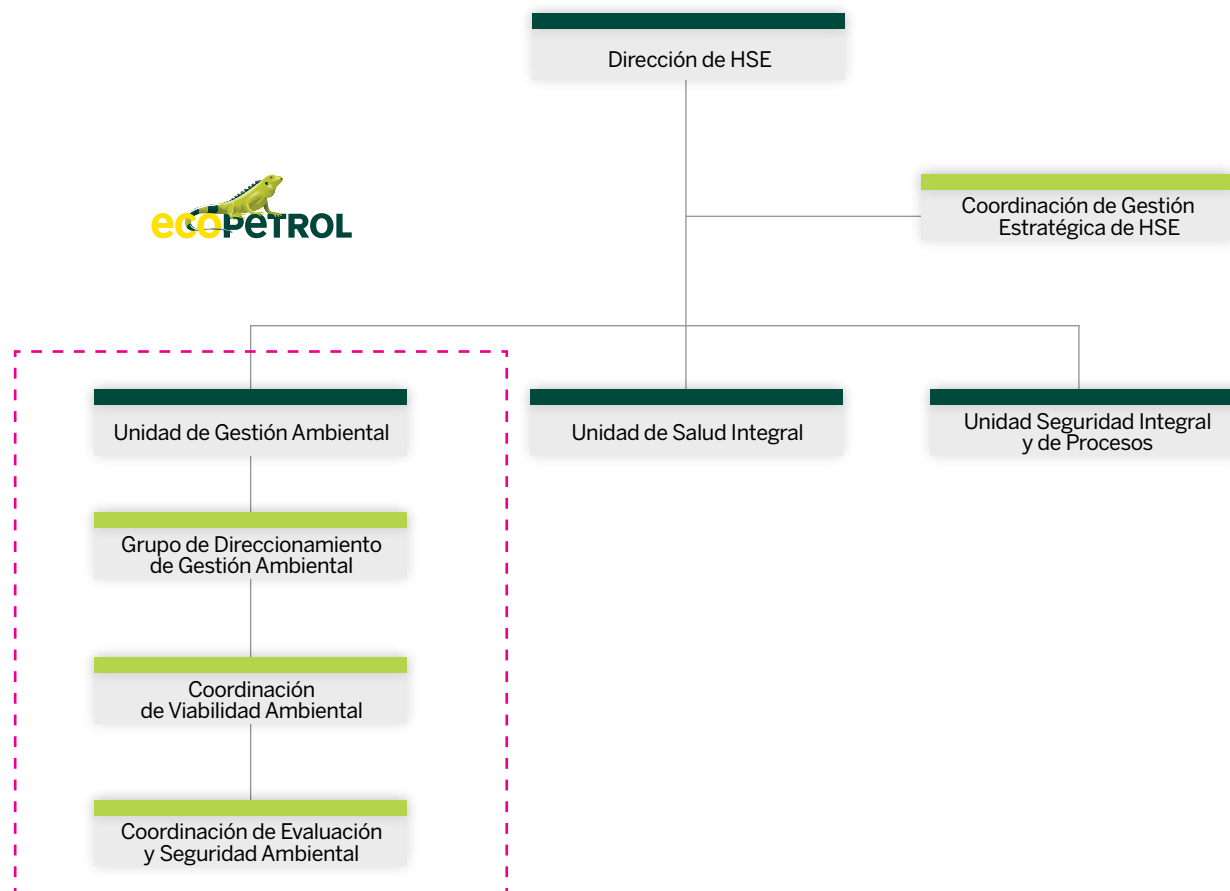 Dirección de HSE
ecopetrol
Coordinación de Gestión
Estratégica de HSE
Unidad de Gestión Ambiental
Unidad de Salud Integral
Unidad Seguridad Integral
y de Procesos
Grupo de Direccionamiento
de Gestión Ambiental
Coordinación
de Viabilidad Ambiental
Coordinación de Evaluación
y Seguridad Ambiental